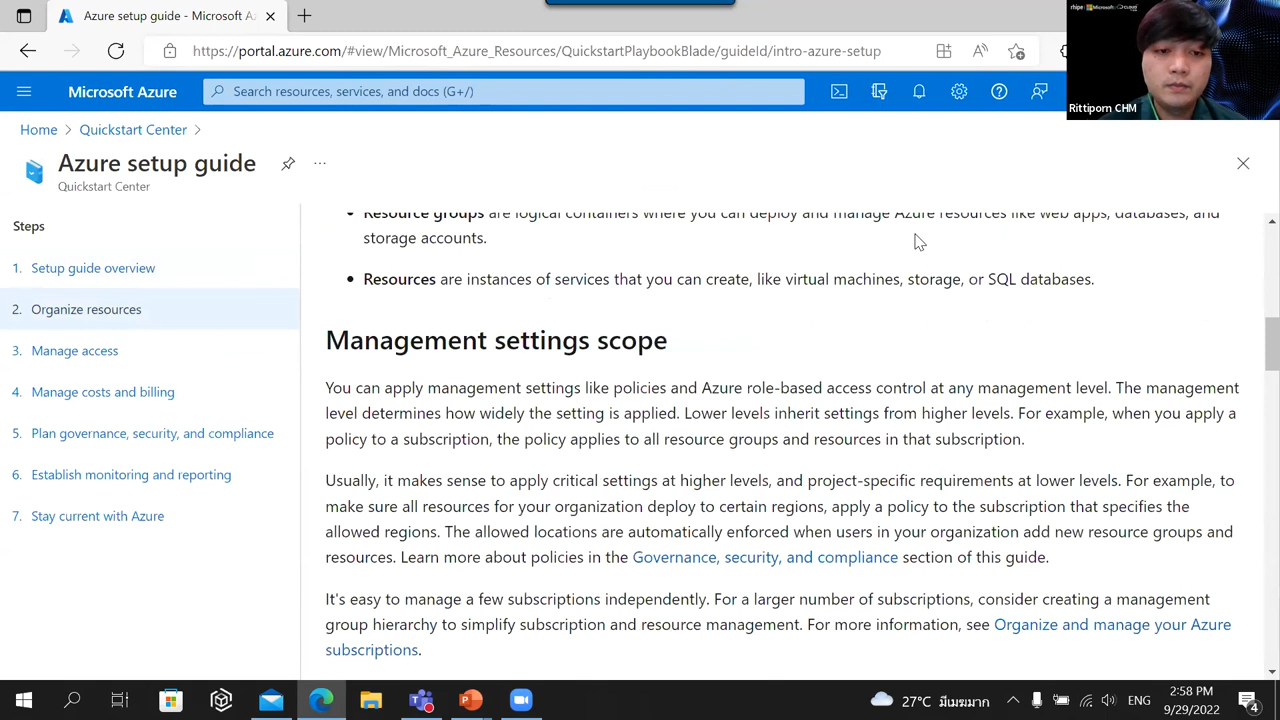 Azure setup guide - Microsoft Az
https://portal.azure.com/#view/Microsoft_Azure_Resources/QuickstartPlaybookBlade/guideId/intro-azure-setup
rhipe Microsoft CLOUD
Rittiporn CHM
Microsoft Azure
Search resources, services, and docs (G+/)
Home > Quickstart Center >
Azure setup guide
Quickstart Center
Steps
1. Setup guide overview
2. Organize resources
3. Manage access
4. Manage costs and billing
5. Plan governance, security, and compliance
6. Establish monitoring and reporting
7. Stay current with Azure
• Resource groups are logical containers where you can deploy and manage Azure resources like web apps, databases, and
storage accounts.
• Resources are instances of services that you can create, like virtual machines, storage, or SQL databases.
Management settings scope
You can apply management settings like policies and Azure role-based access control at any management level. The management
level determines how widely the setting is applied. Lower levels inherit settings from higher levels. For example, when you apply a
policy to a subscription, the policy applies to all resource groups and resources in that subscription.
Usually, it makes sense to apply critical settings at higher levels, and project-specific requirements at lower levels. For example, to
make sure all resources for your organization deploy to certain regions, apply a policy to the subscription that specifies the
allowed regions. The allowed locations are automatically enforced when users in your organization add new resource groups and
resources. Learn more about policies in the Governance, security, and compliance section of this guide.
It's easy to manage a few subscriptions independently. For a larger number of subscriptions, consider creating a management
group hierarchy to simplify subscription and resource management. For more information, see Organize and manage your Azure
subscriptions.
27°C มีเมฆมาก
ENG
2:58 PM
9/29/2022
4